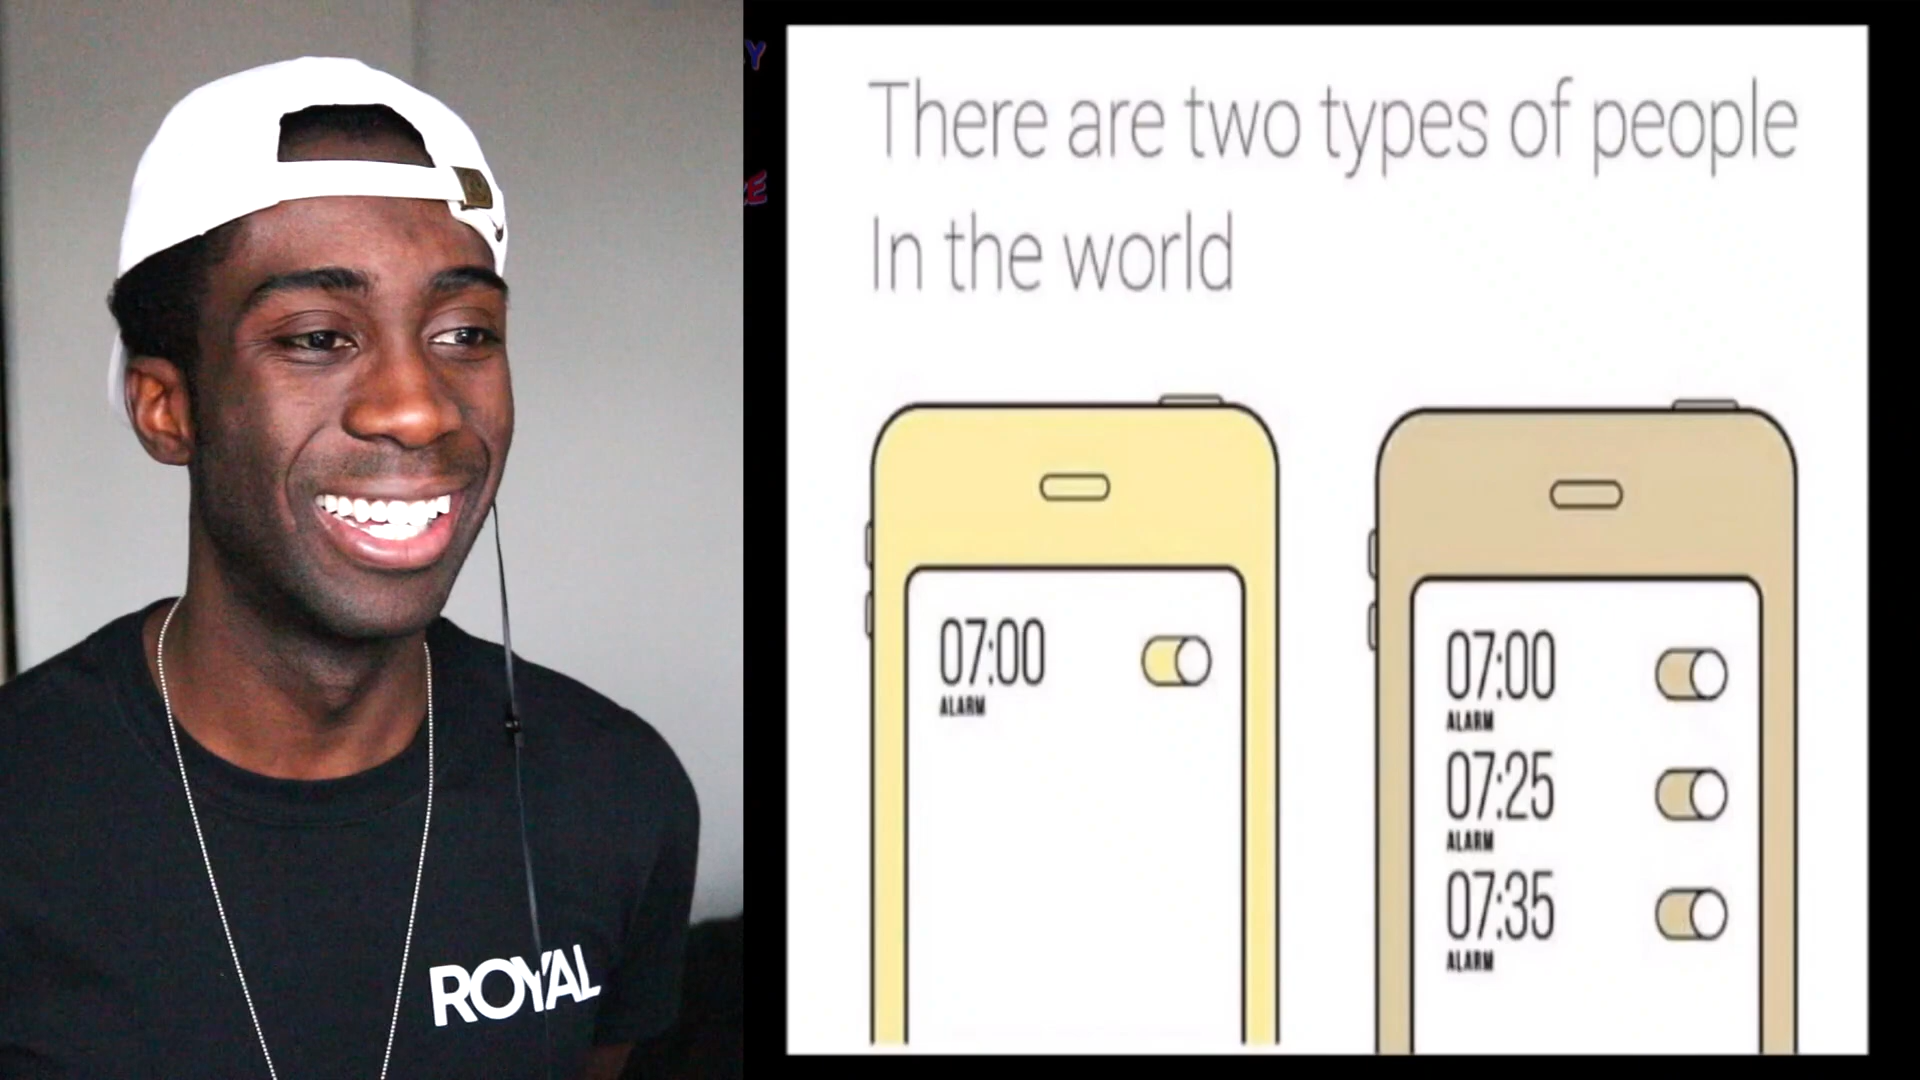 There are two types of people
In the world
07:00
ALARM
07:00
ALARM
07:25
ALARM
07:35
ALARM
ROYAL